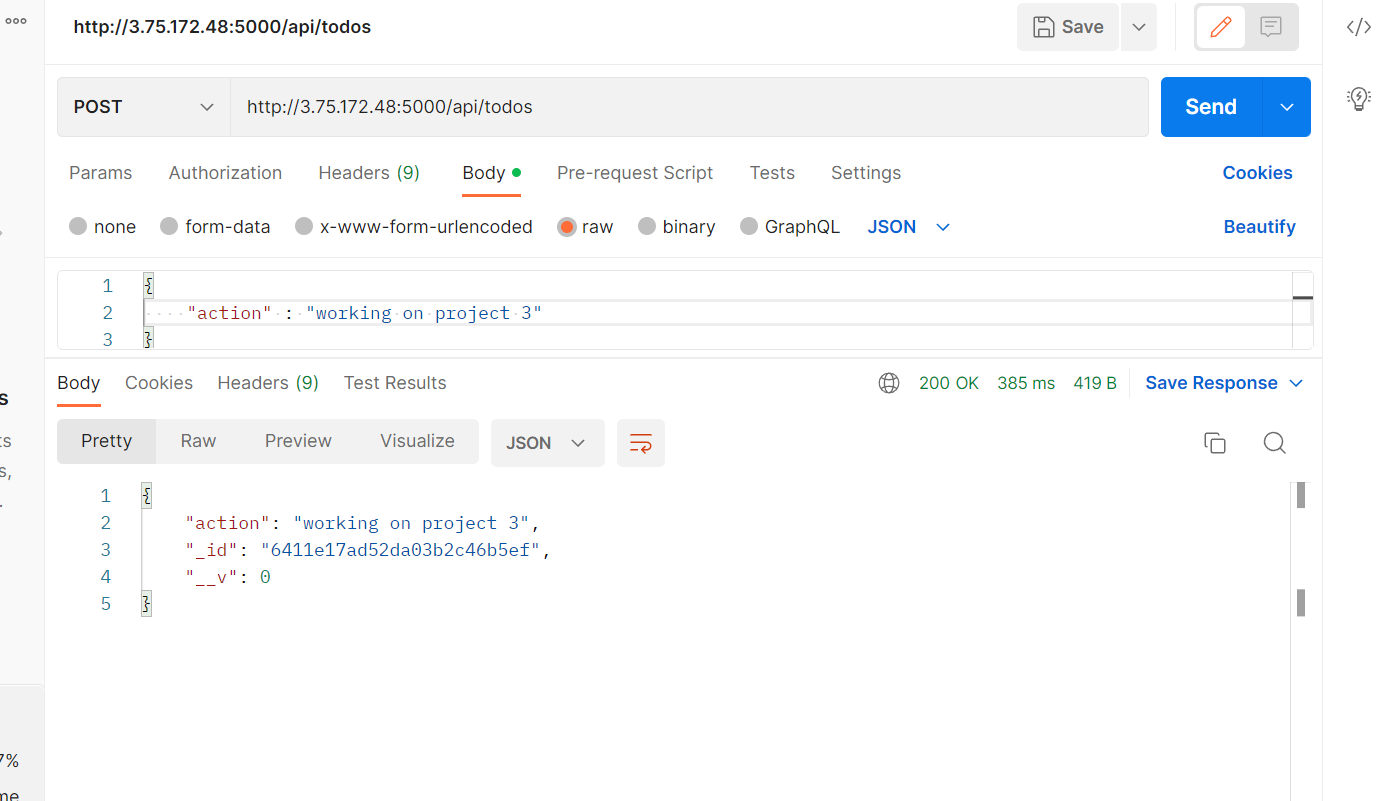 http://3.75.172.48:5000/api/todos
Save
POST
http://3.75.172.48:5000/api/todos
Send
Params Authorization Headers (9) Body Pre-request Script Tests Settings Cookies
none form-data x-www-form-urlencoded raw binary GraphQL JSON Beautify
1 {
2 "action" : "working on project 3"
3 }
Body Cookies Headers (9) Test Results 200 OK 385 ms 419 B Save Response
Pretty Raw Preview Visualize JSON
1 {
2 "action": "working on project 3",
3 "_id": "6411e17ad52da03b2c46b5ef",
4 "__v": 0
5 }
7%